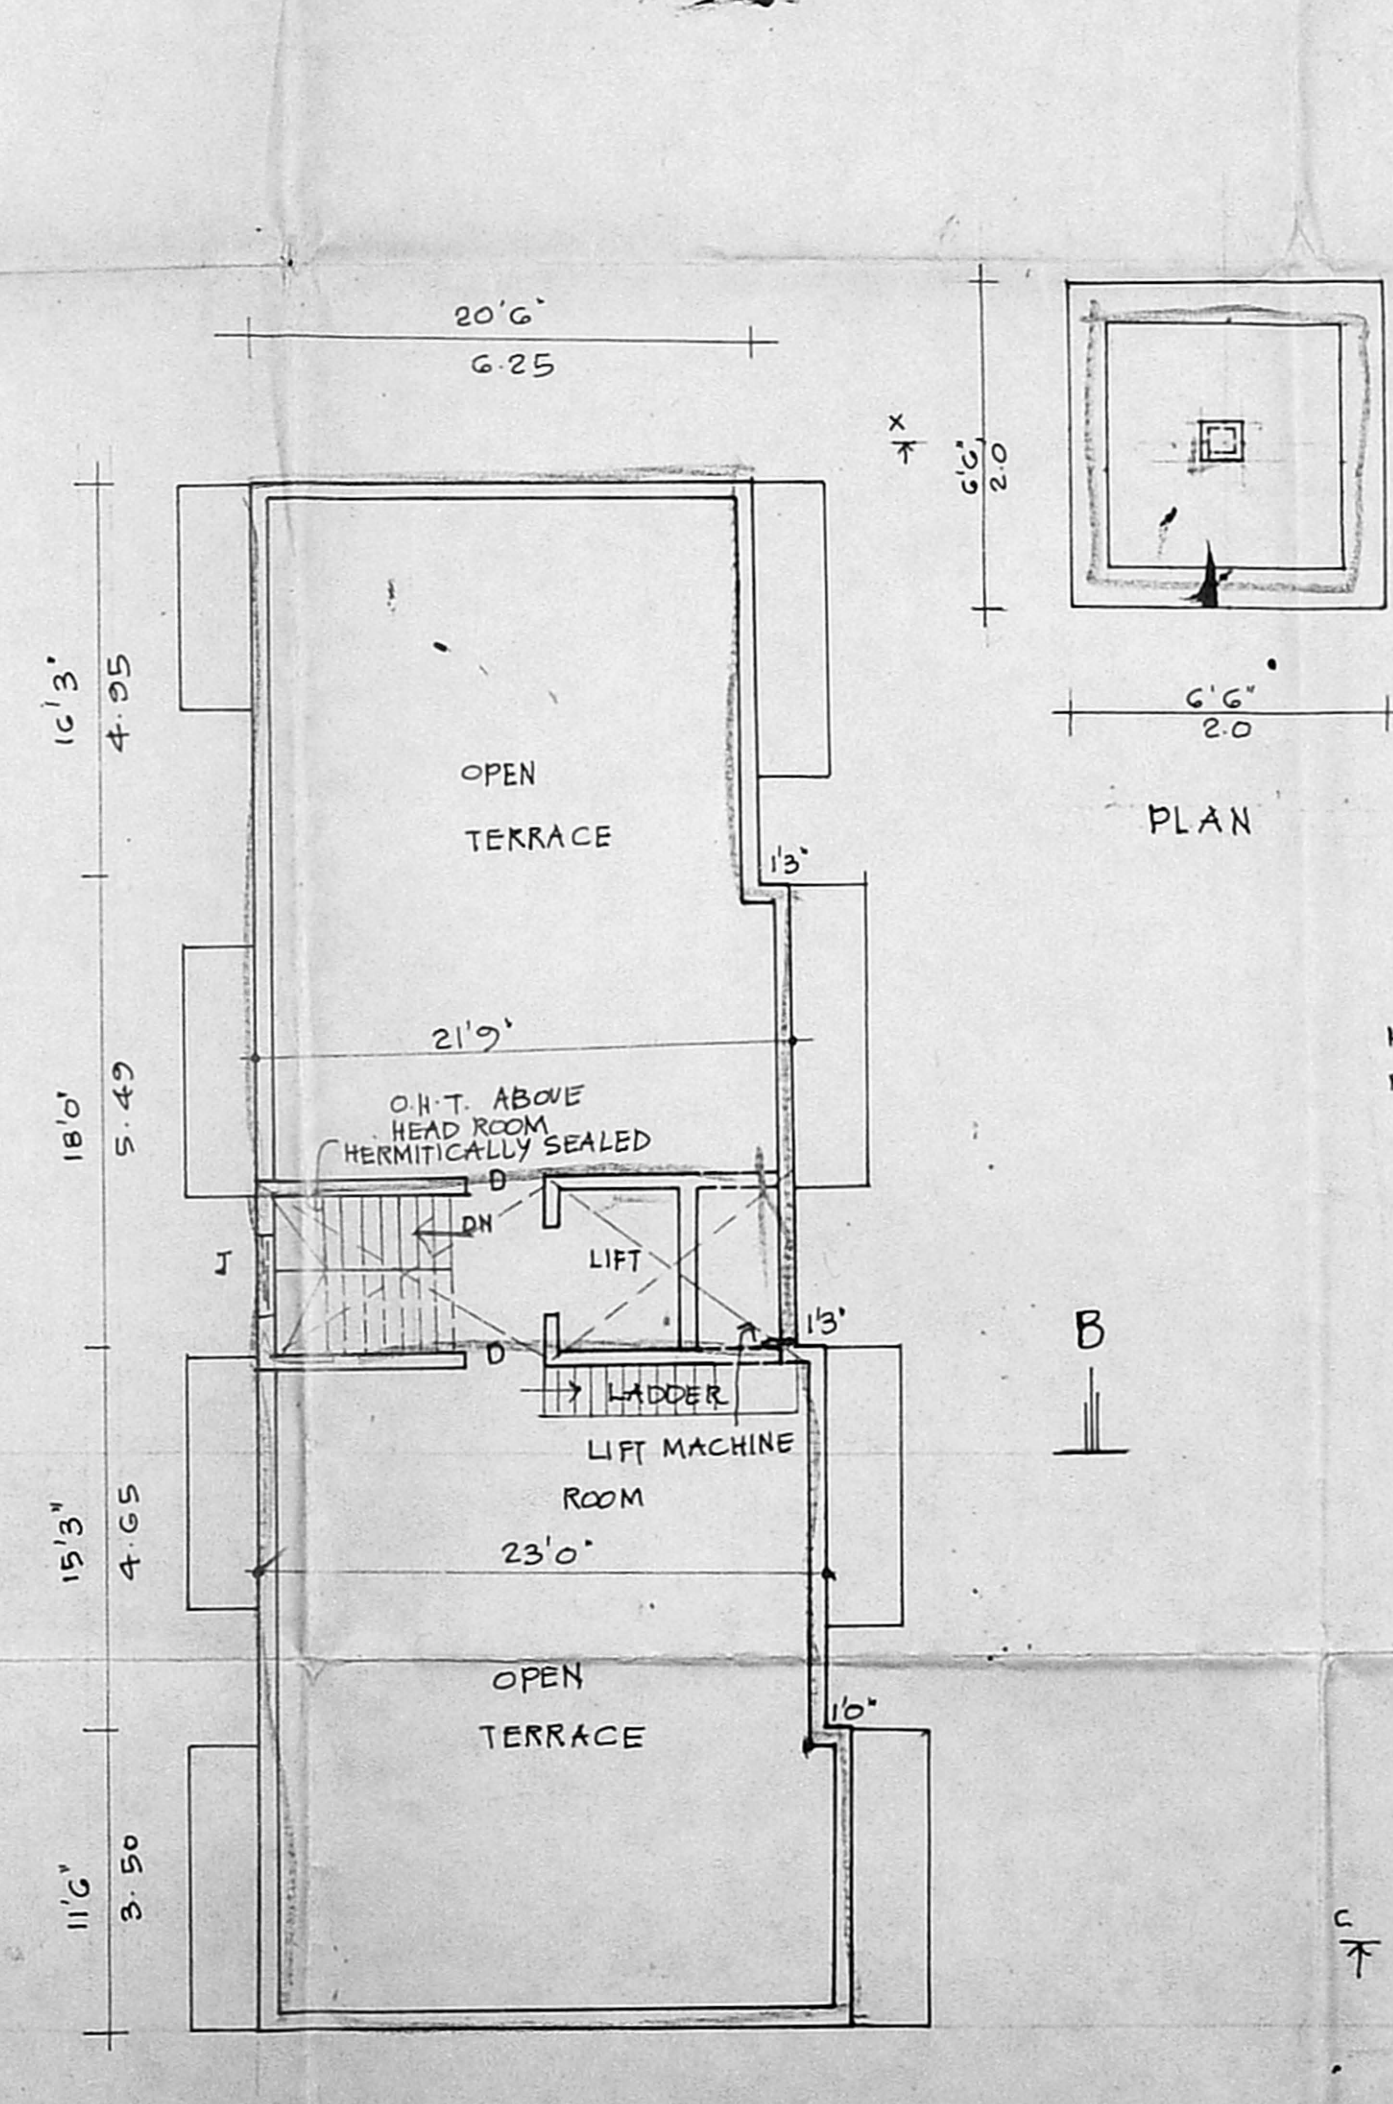 20'6"
6.25
X
6'6"
2.0
16'3"
4.95
6'6"
2.0
PLAN
OPEN
TERRACE
1'3"
21'9"
18'0"
5.49
O.H.T. ABOVE
HEAD ROOM
HERMITICALLY SEALED
D
DN
LIFT
1'3"
B
D
LADDER
LIFT MACHINE
ROOM
15'3"
4.65
23'0"
OPEN
TERRACE
1'0"
11'6"
3.50
C